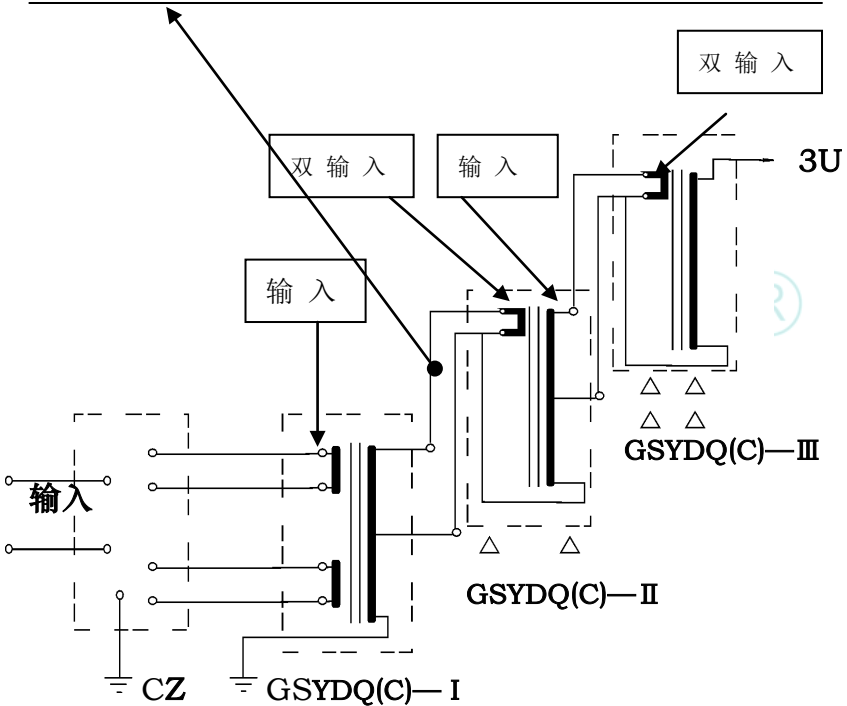 双 输 入
双 输 入
输 入
3U
输 入
®
GSYDQ(C)—Ⅲ
输入
GSYDQ(C)—Ⅱ
CZ
GSYDQ(C)—Ⅰ